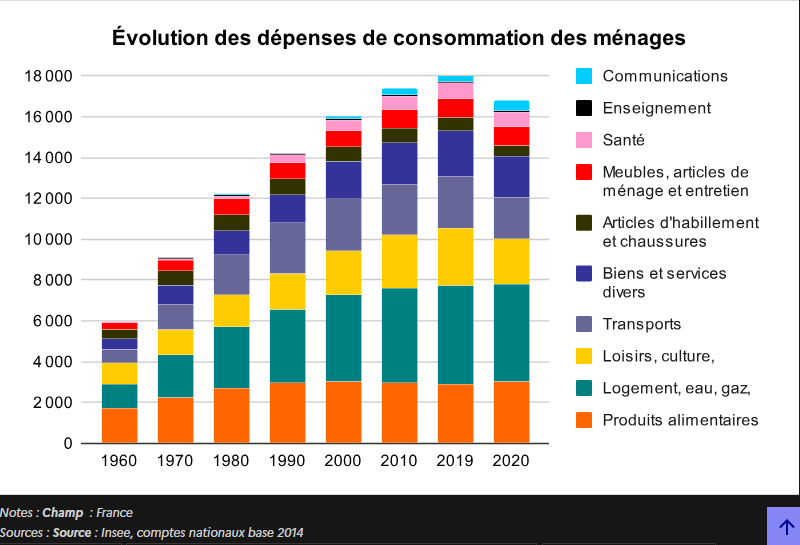 Évolution des dépenses de consommation des ménages
18 000
16 000
14 000
12 000
10 000
8 000
6 000
4 000
2 000
0
1960 1970 1980 1990 2000 2010 2019 2020
Communications
Enseignement
Santé
Meubles, articles de
ménage et entretien
Articles d'habillement
et chaussures
Biens et services
divers
Transports
Loisirs, culture,
Logement, eau, gaz,
Produits alimentaires
Notes : Champ : France
Sources : Source : Insee, comptes nationaux base 2014